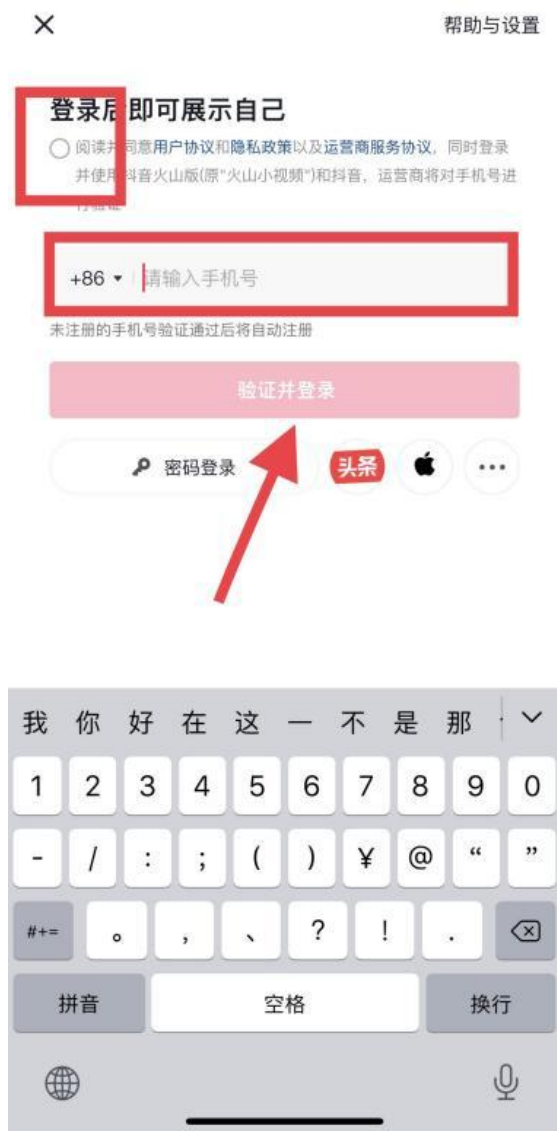 帮助与设置
登录后即可展示自己
阅读并同意用户协议和隐私政策以及运营商服务协议，同时登录
并使用抖音火山版(原"火山小视频")和抖音，运营商将对手机号进
行验证
+86 请输入手机号
未注册的手机号验证通过后将自动注册
验证并登录
密码登录 头条 •••
我 你 好 在 这 一 不 是 那
1 2 3 4 5 6 7 8 9 0
- / : ; ( ) ¥ @ “ ”
#+= 。 , 、 ? ! .
拼音 空格 换行